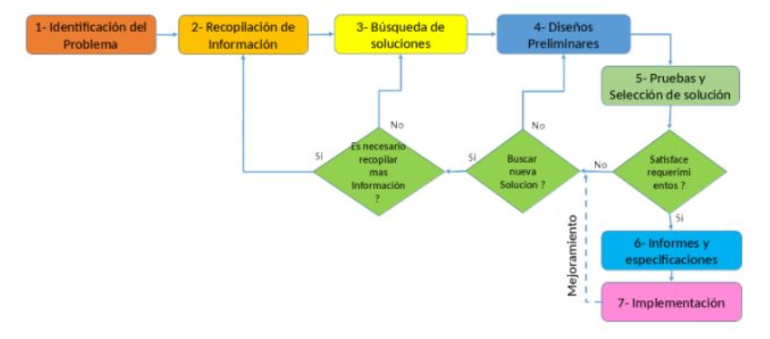 1- Identificación del
Problema
2- Recopilación de
Información
3- Búsqueda de
soluciones
4- Diseños
Preliminares
5- Pruebas y
Selección de solución
No
No
Es necesario
recopilar
mas
Información
?
Si
Si
Buscar
nueva
Solucion ?
No
Satisface
requerimi
entos ?
Si
Mejoramiento
6- Informes y
especificaciones
7- Implementación